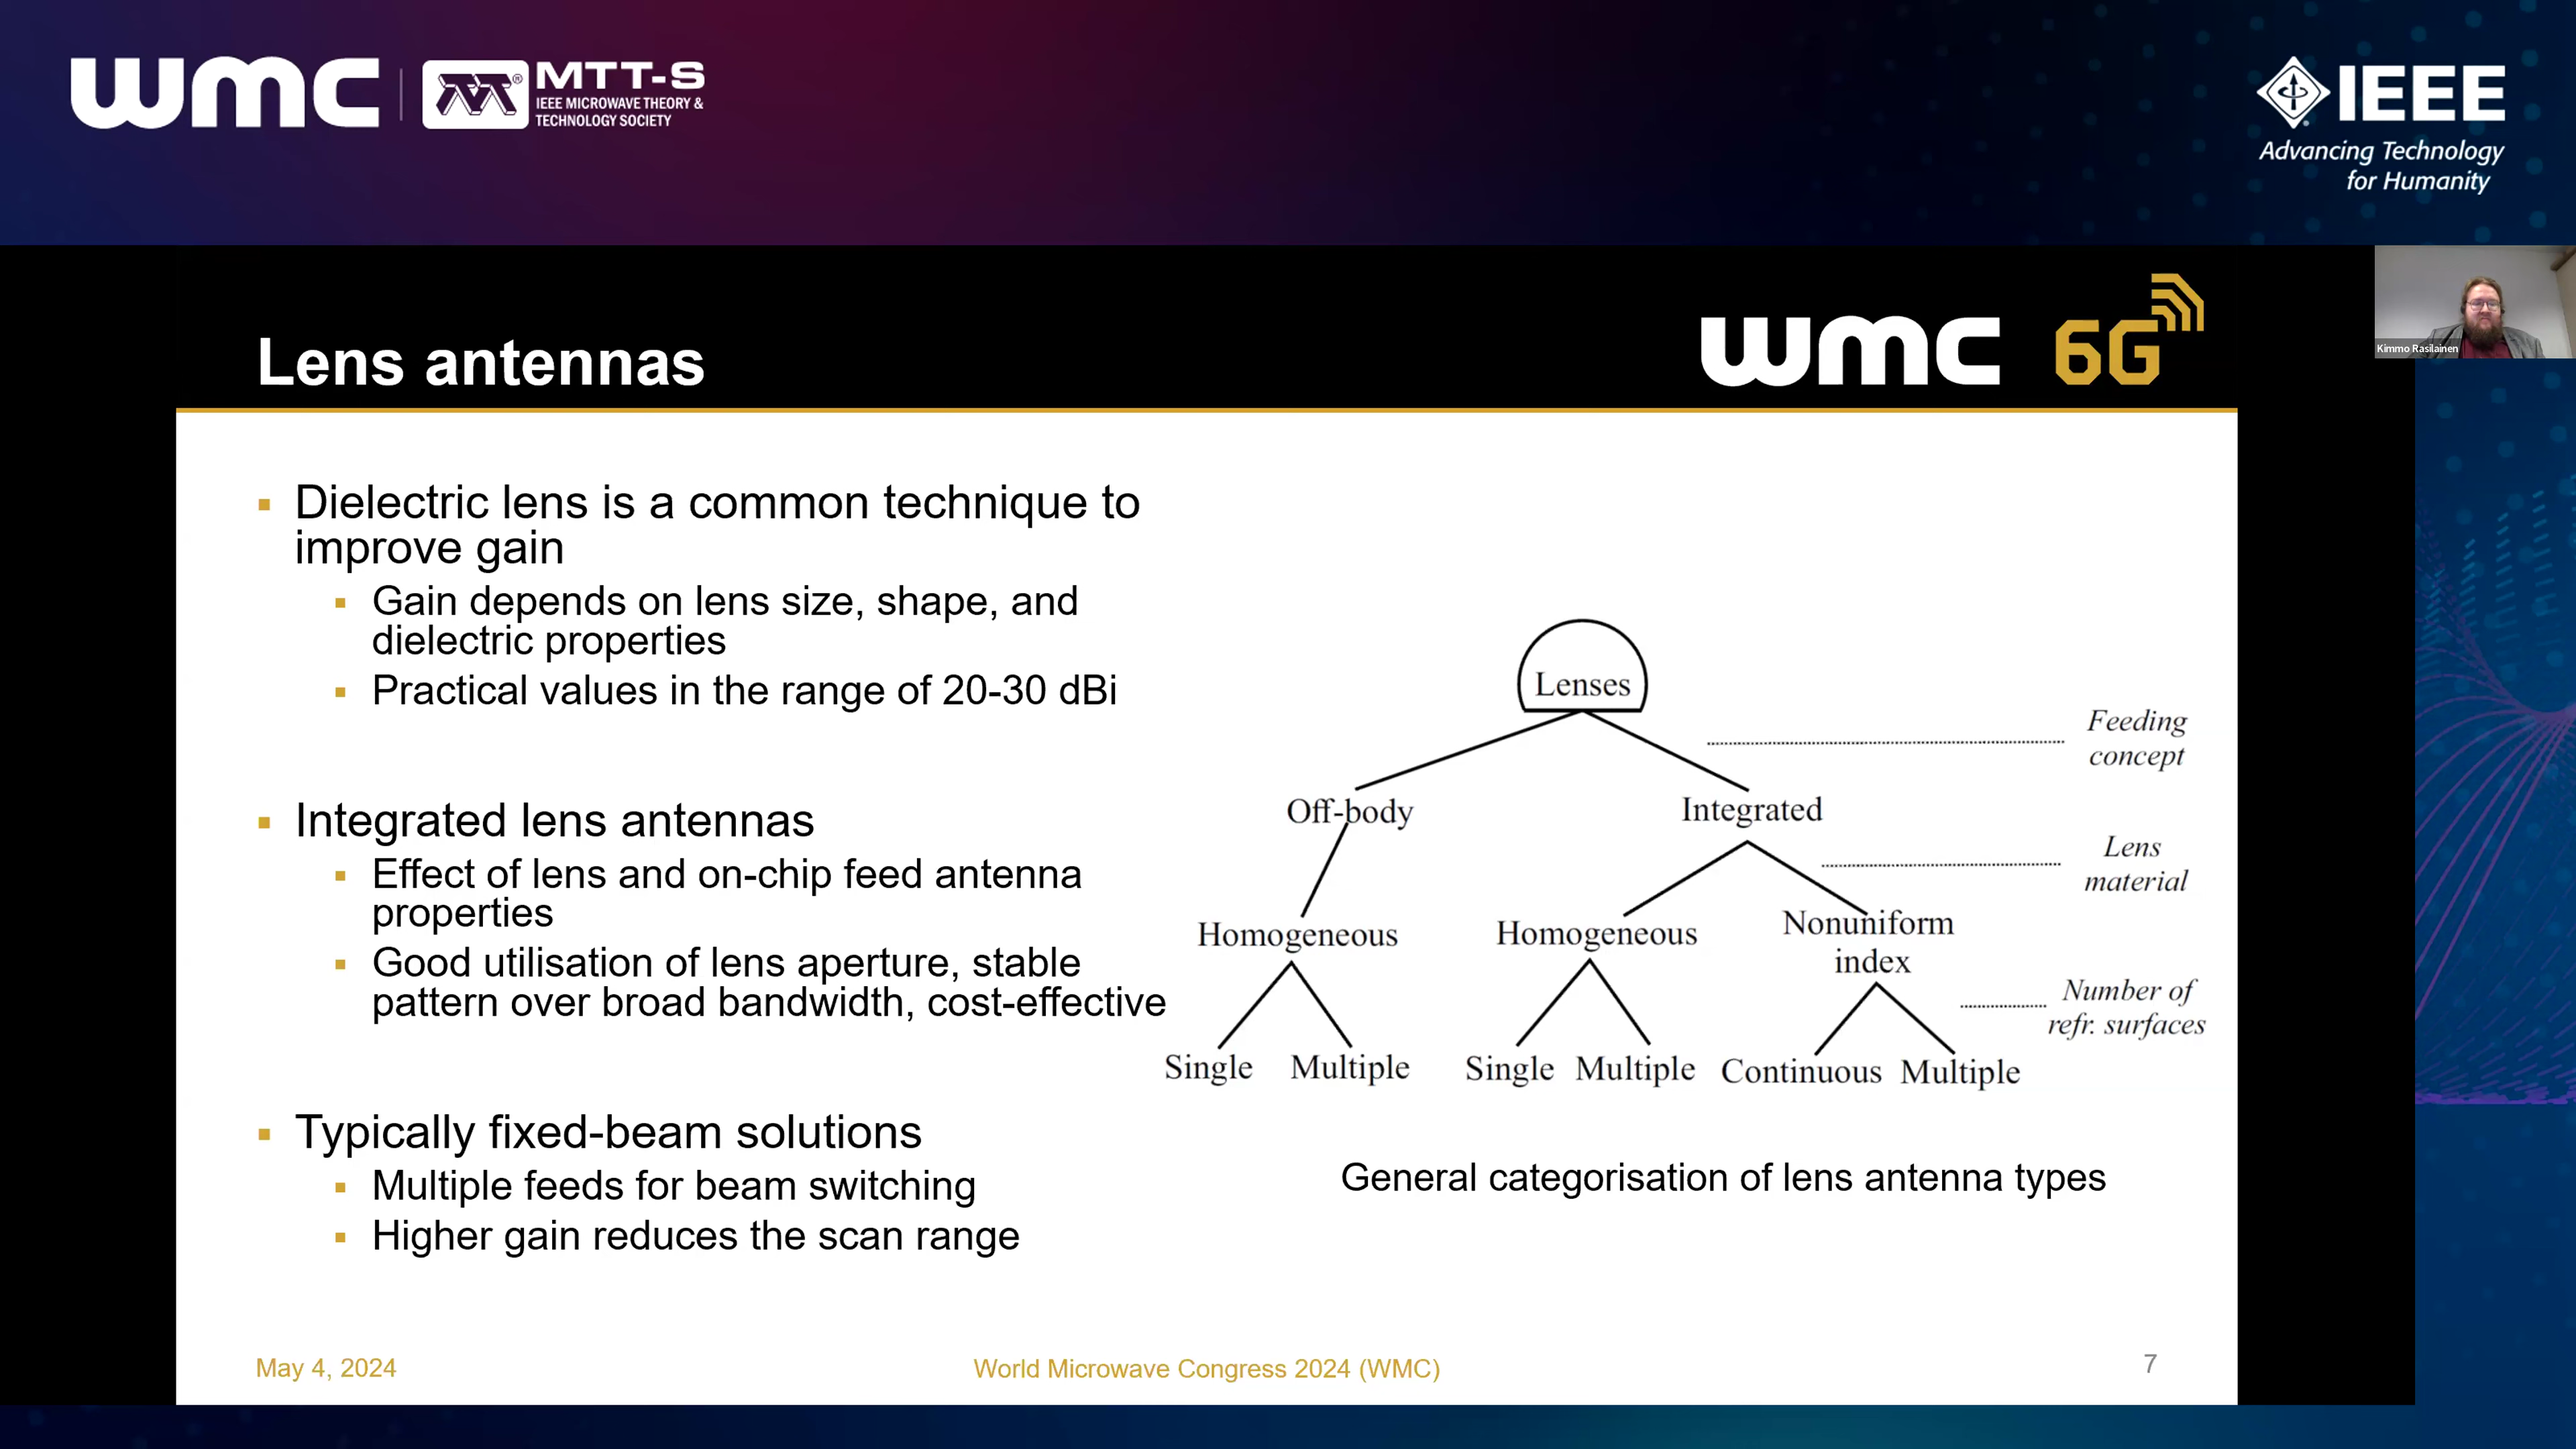 wmc
MTT-S
IEEE MICROWAVE THEORY &
TECHNOLOGY SOCIETY
IEEE
Advancing Technology
for Humanity
Kimmo Rasilainen
Lens antennas
wmc 6G
Dielectric lens is a common technique to
improve gain
Gain depends on lens size, shape, and
dielectric properties
Practical values in the range of 20-30 dBi
Integrated lens antennas
Effect of lens and on-chip feed antenna
properties
Good utilisation of lens aperture, stable
pattern over broad bandwidth, cost-effective
Typically fixed-beam solutions
Multiple feeds for beam switching
Higher gain reduces the scan range
Lenses
Feeding
concept
Off-body Integrated
Lens
material
Homogeneous Homogeneous Nonuniform
index
Number of
refr. surfaces
Single Multiple Single Multiple Continuous Multiple
General categorisation of lens antenna types
May 4, 2024
World Microwave Congress 2024 (WMC)
7